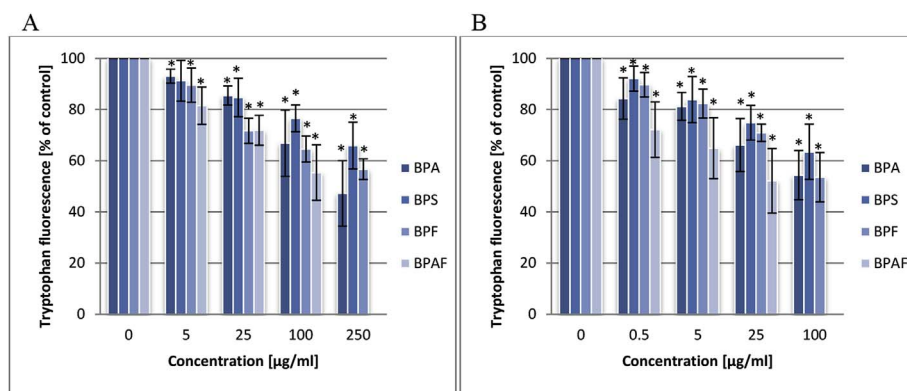 A
Tryptophan fluorescence [% of control]
100
80
60
40
20
0
* * * *
* * * *
* * * *
* * *
0 5 25 100 250
Concentration [µg/ml]
BPA
BPS
BPF
BPAF
B
Tryptophan fluorescence [% of control]
100
80
60
40
20
0
* * * *
* * * *
* * * *
* * *
0 0.5 5 25 100
Concentration [µg/ml]
BPA
BPS
BPF
BPAF